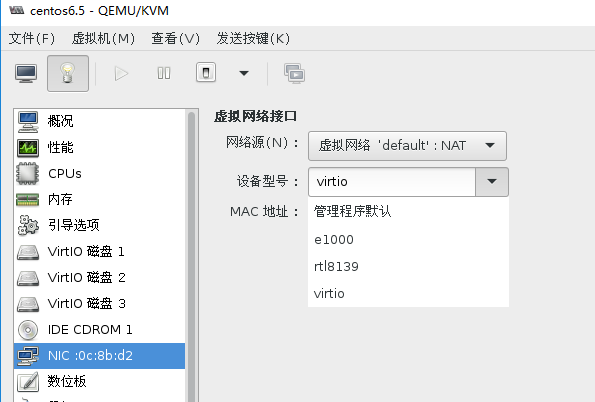 centos6.5 - QEMU/KVM
文件(F) 虚拟机(M) 查看(V) 发送按键(K)
概况
性能
CPUs
内存
引导选项
VirtIO 磁盘 1
VirtIO 磁盘 2
VirtIO 磁盘 3
IDE CDROM 1
NIC :0c:8b:d2
数位板
虚拟网络接口
网络源(N)： 虚拟网络 'default' : NAT
设备型号： virtio
MAC 地址：
管理程序默认
e1000
rtl8139
virtio